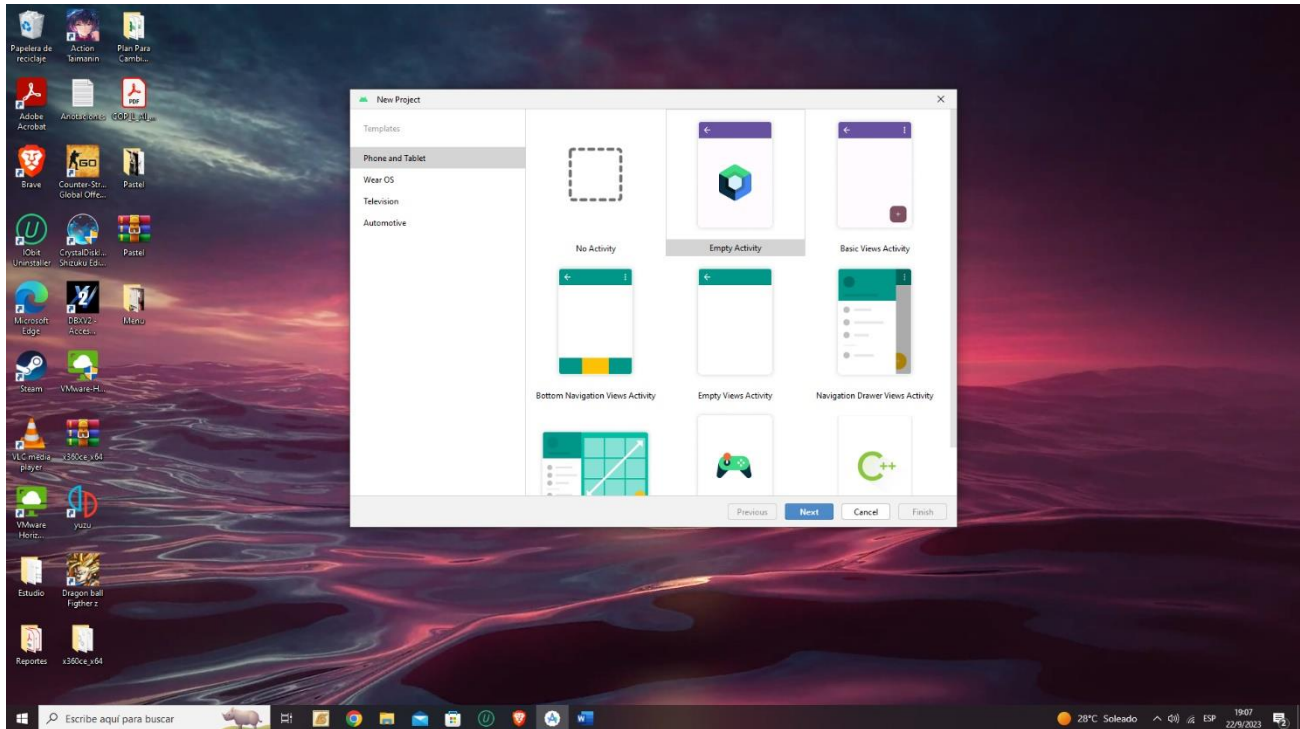 Papelera de
reciclaje
Action
Taimanin
Plan Para
Cambi...
Adobe
Acrobat
Anotaciones
PDF
Brave
GO
Counter-Str...
Global Offe...
Pastel
IObit
Uninstaller
CrystalDiskI...
Shizuku Edi...
Pastel
Microsoft
Edge
DBXV2 -
Acces...
Menu
Steam
VMware-H...
VLC media
player
x360ce_x64
VMware
Horiz...
yuzu
Estudio
Dragon ball
Figther z
Reportes
x360ce_x64
New Project
Templates
Phone and Tablet
Wear OS
Television
Automotive
No Activity
Empty Activity
Basic Views Activity
Bottom Navigation Views Activity
Empty Views Activity
Navigation Drawer Views Activity
C++
Previous
Next
Cancel
Finish
Escribe aquí para buscar
28°C Soleado
ESP
19:07
22/9/2023
2